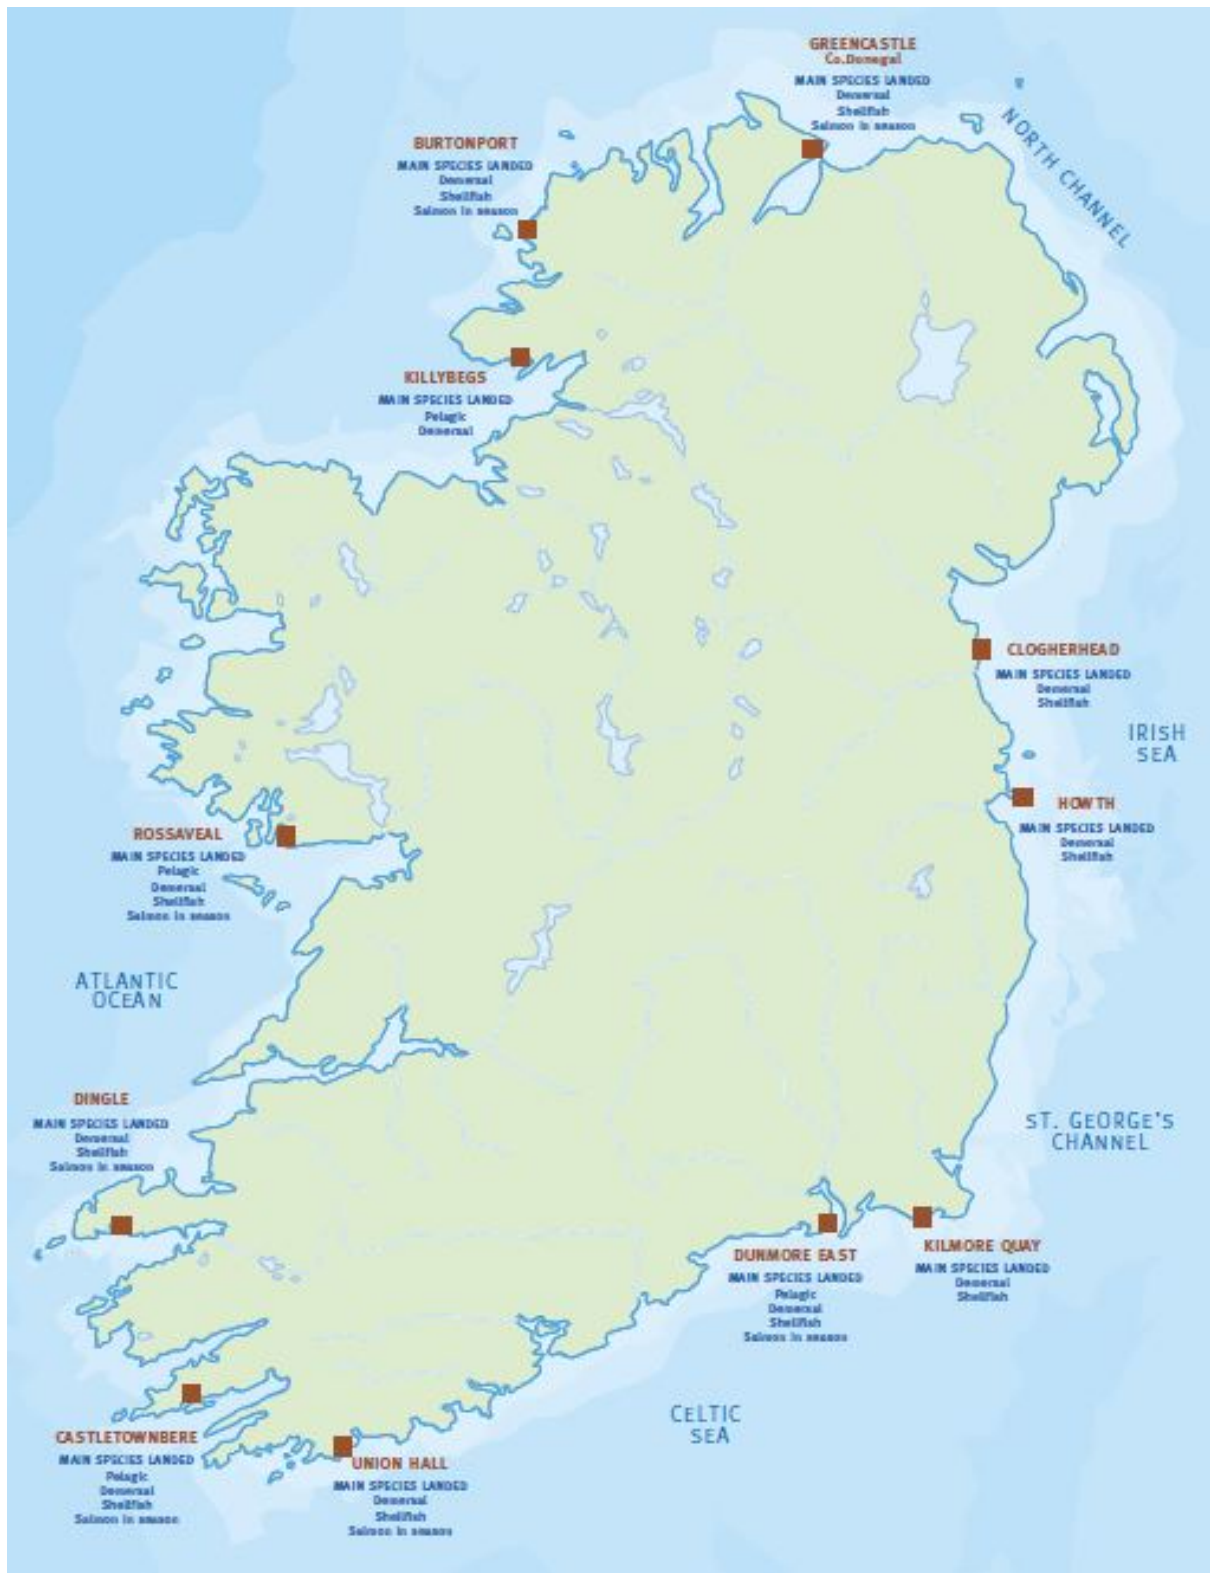 GREENCASTLE
Co.Donegal
MAIN SPECIES LANDED
Demersal
Shellfish
Salmon in season
NORTH CHANNEL
BURTONPORT
MAIN SPECIES LANDED
Demersal
Shellfish
Salmon in season
KILLYBEGS
MAIN SPECIES LANDED
Pelagic
Demersal
CLOGHERHEAD
MAIN SPECIES LANDED
Demersal
Shellfish
IRISH
SEA
HOWTH
MAIN SPECIES LANDED
Demersal
Shellfish
ROSSAVEAL
MAIN SPECIES LANDED
Pelagic
Demersal
Shellfish
Salmon in season
ATLANTIC
OCEAN
DINGLE
MAIN SPECIES LANDED
Demersal
Shellfish
Salmon in season
ST. GEORGE'S
CHANNEL
DUNMORE EAST
MAIN SPECIES LANDED
Pelagic
Demersal
Shellfish
Salmon in season
KILMORE QUAY
MAIN SPECIES LANDED
Demersal
Shellfish
CELTIC
SEA
CASTLETOWNBERE
MAIN SPECIES LANDED
Pelagic
Demersal
Shellfish
Salmon in season
UNION HALL
MAIN SPECIES LANDED
Demersal
Shellfish
Salmon in season